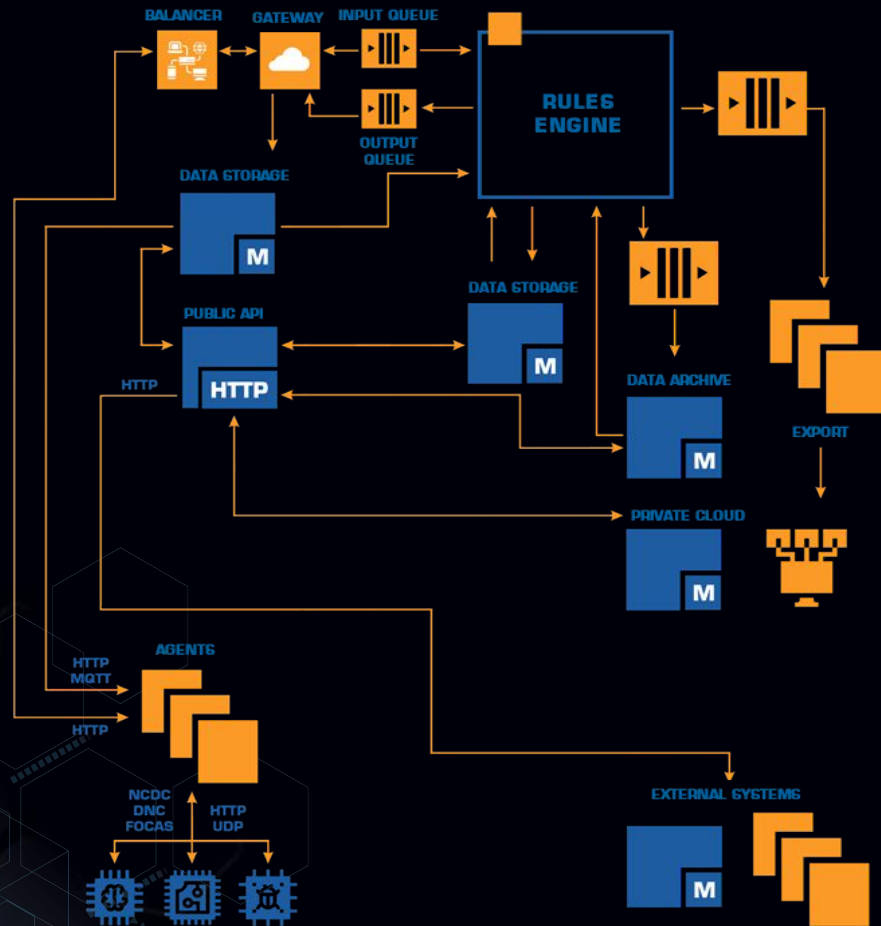 BALANCER
GATEWAY
INPUT QUEUE
RULES
ENGINE
OUTPUT
QUEUE
DATA STORAGE
M
DATA STORAGE
M
PUBLIC API
HTTP
HTTP
DATA ARCHIVE
M
EXPORT
PRIVATE CLOUD
M
AGENTS
HTTP
MQTT
HTTP
NCDC
DNC
FOCAS
HTTP
UDP
EXTERNAL SYSTEMS
M